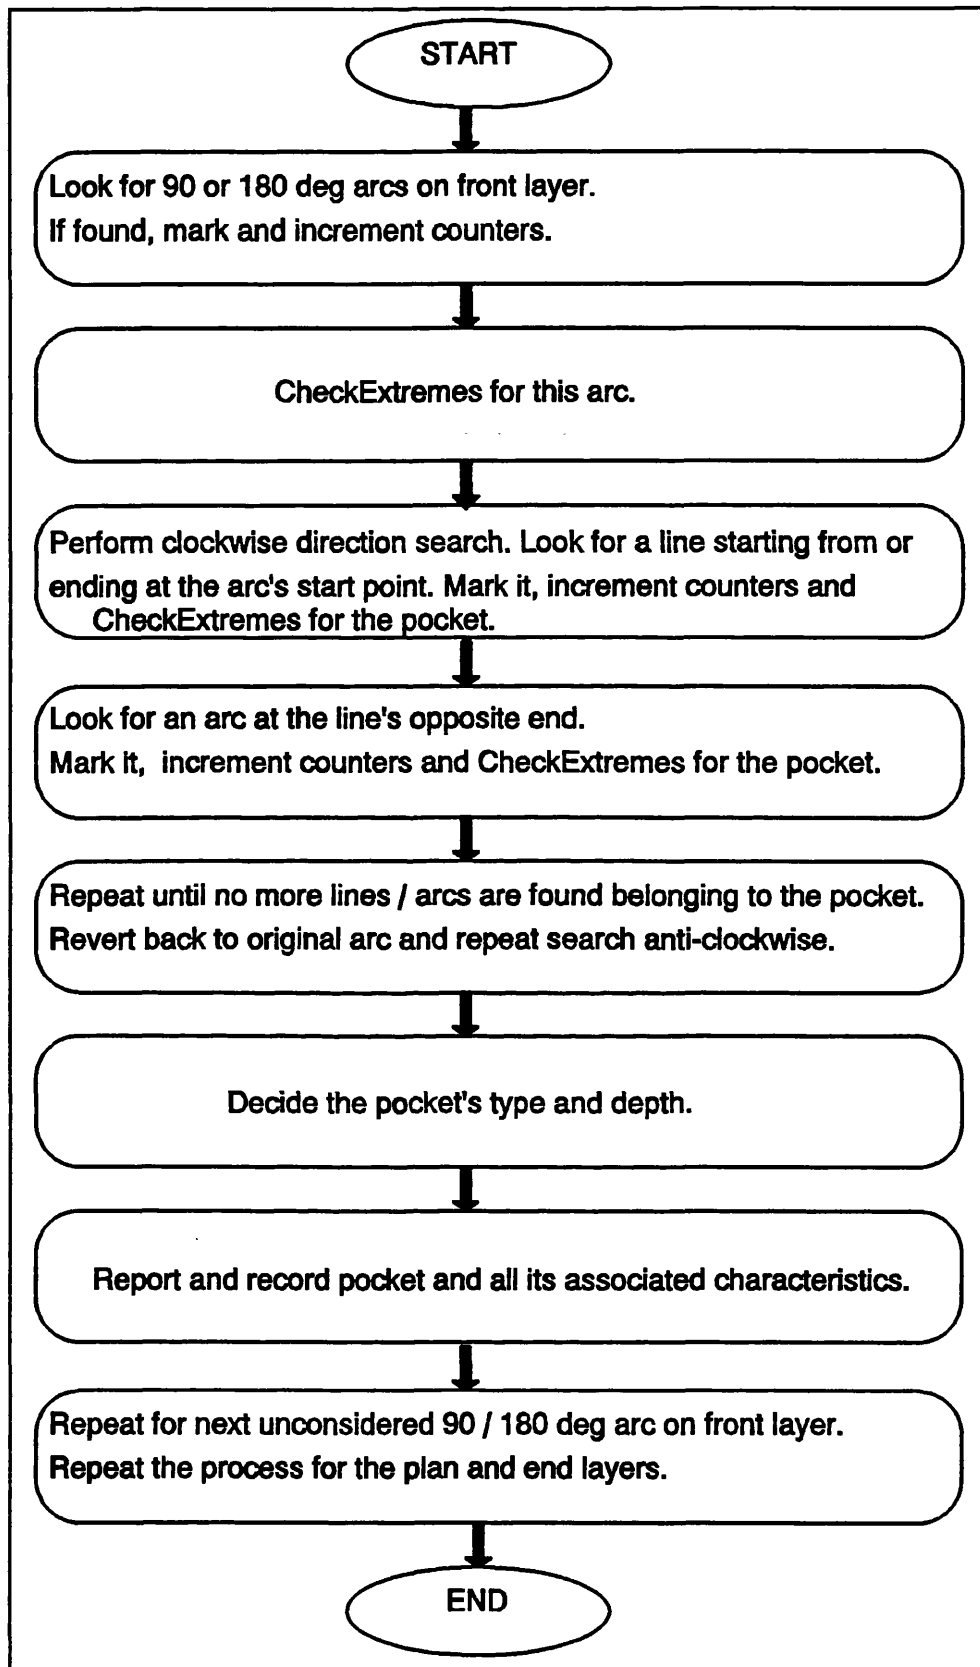 START
Look for 90 or 180 deg arcs on front layer.
If found, mark and increment counters.
CheckExtremes for this arc.
Perform clockwise direction search. Look for a line starting from or
ending at the arc's start point. Mark it, increment counters and
CheckExtremes for the pocket.
Look for an arc at the line's opposite end.
Mark it, increment counters and CheckExtremes for the pocket.
Repeat until no more lines / arcs are found belonging to the pocket.
Revert back to original arc and repeat search anti-clockwise.
Decide the pocket's type and depth.
Report and record pocket and all its associated characteristics.
Repeat for next unconsidered 90 / 180 deg arc on front layer.
Repeat the process for the plan and end layers.
END